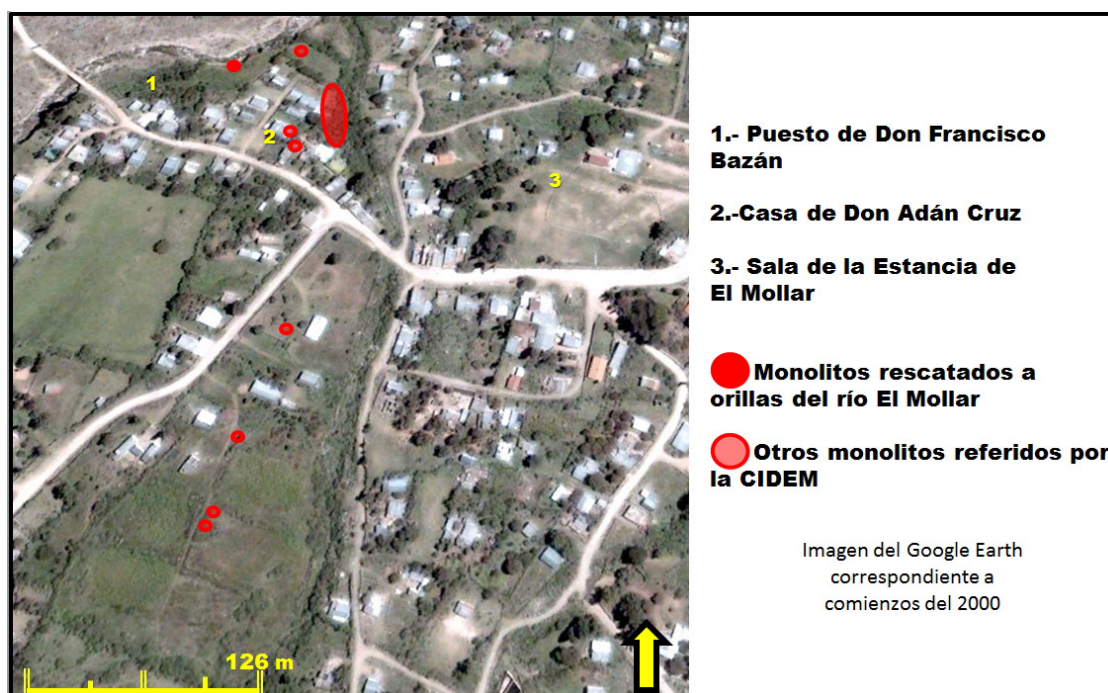 1
2
3
126 m
1.- Puesto de Don Francisco
Bazán
2.-Casa de Don Adán Cruz
3.- Sala de la Estancia de
El Mollar
Monolitos rescatados a
orillas del río El Mollar
Otros monolitos referidos por
la CIDEM
Imagen del Google Earth
correspondiente a
comienzos del 2000